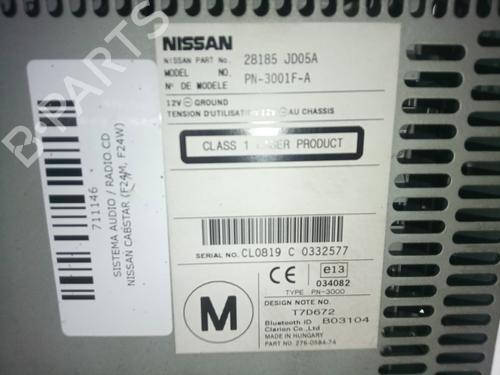 NISSAN
NISSAN PART No. 28185 JD05A
MODEL NO. PN-3001F-A
Nº DE MODELE
12V ⊖ GROUND
TENSION D'UTILISATION 12V ⊖ AU CHASSIS
CLASS 1 LASER PRODUCT
SERIAL NO. CL0819 C 0332577
CE
e13
034082
TYPE PN-3000
M
DESIGN NOTE NO.
T7D672
Bluetooth ID B03104
Clarion Co.,Ltd
MADE IN HUNGARY
PART NO. 276-0584-74
SISTEMA AUDIO / RADIO CD
NISSAN CABSTAR (F24M, F24W)
711146